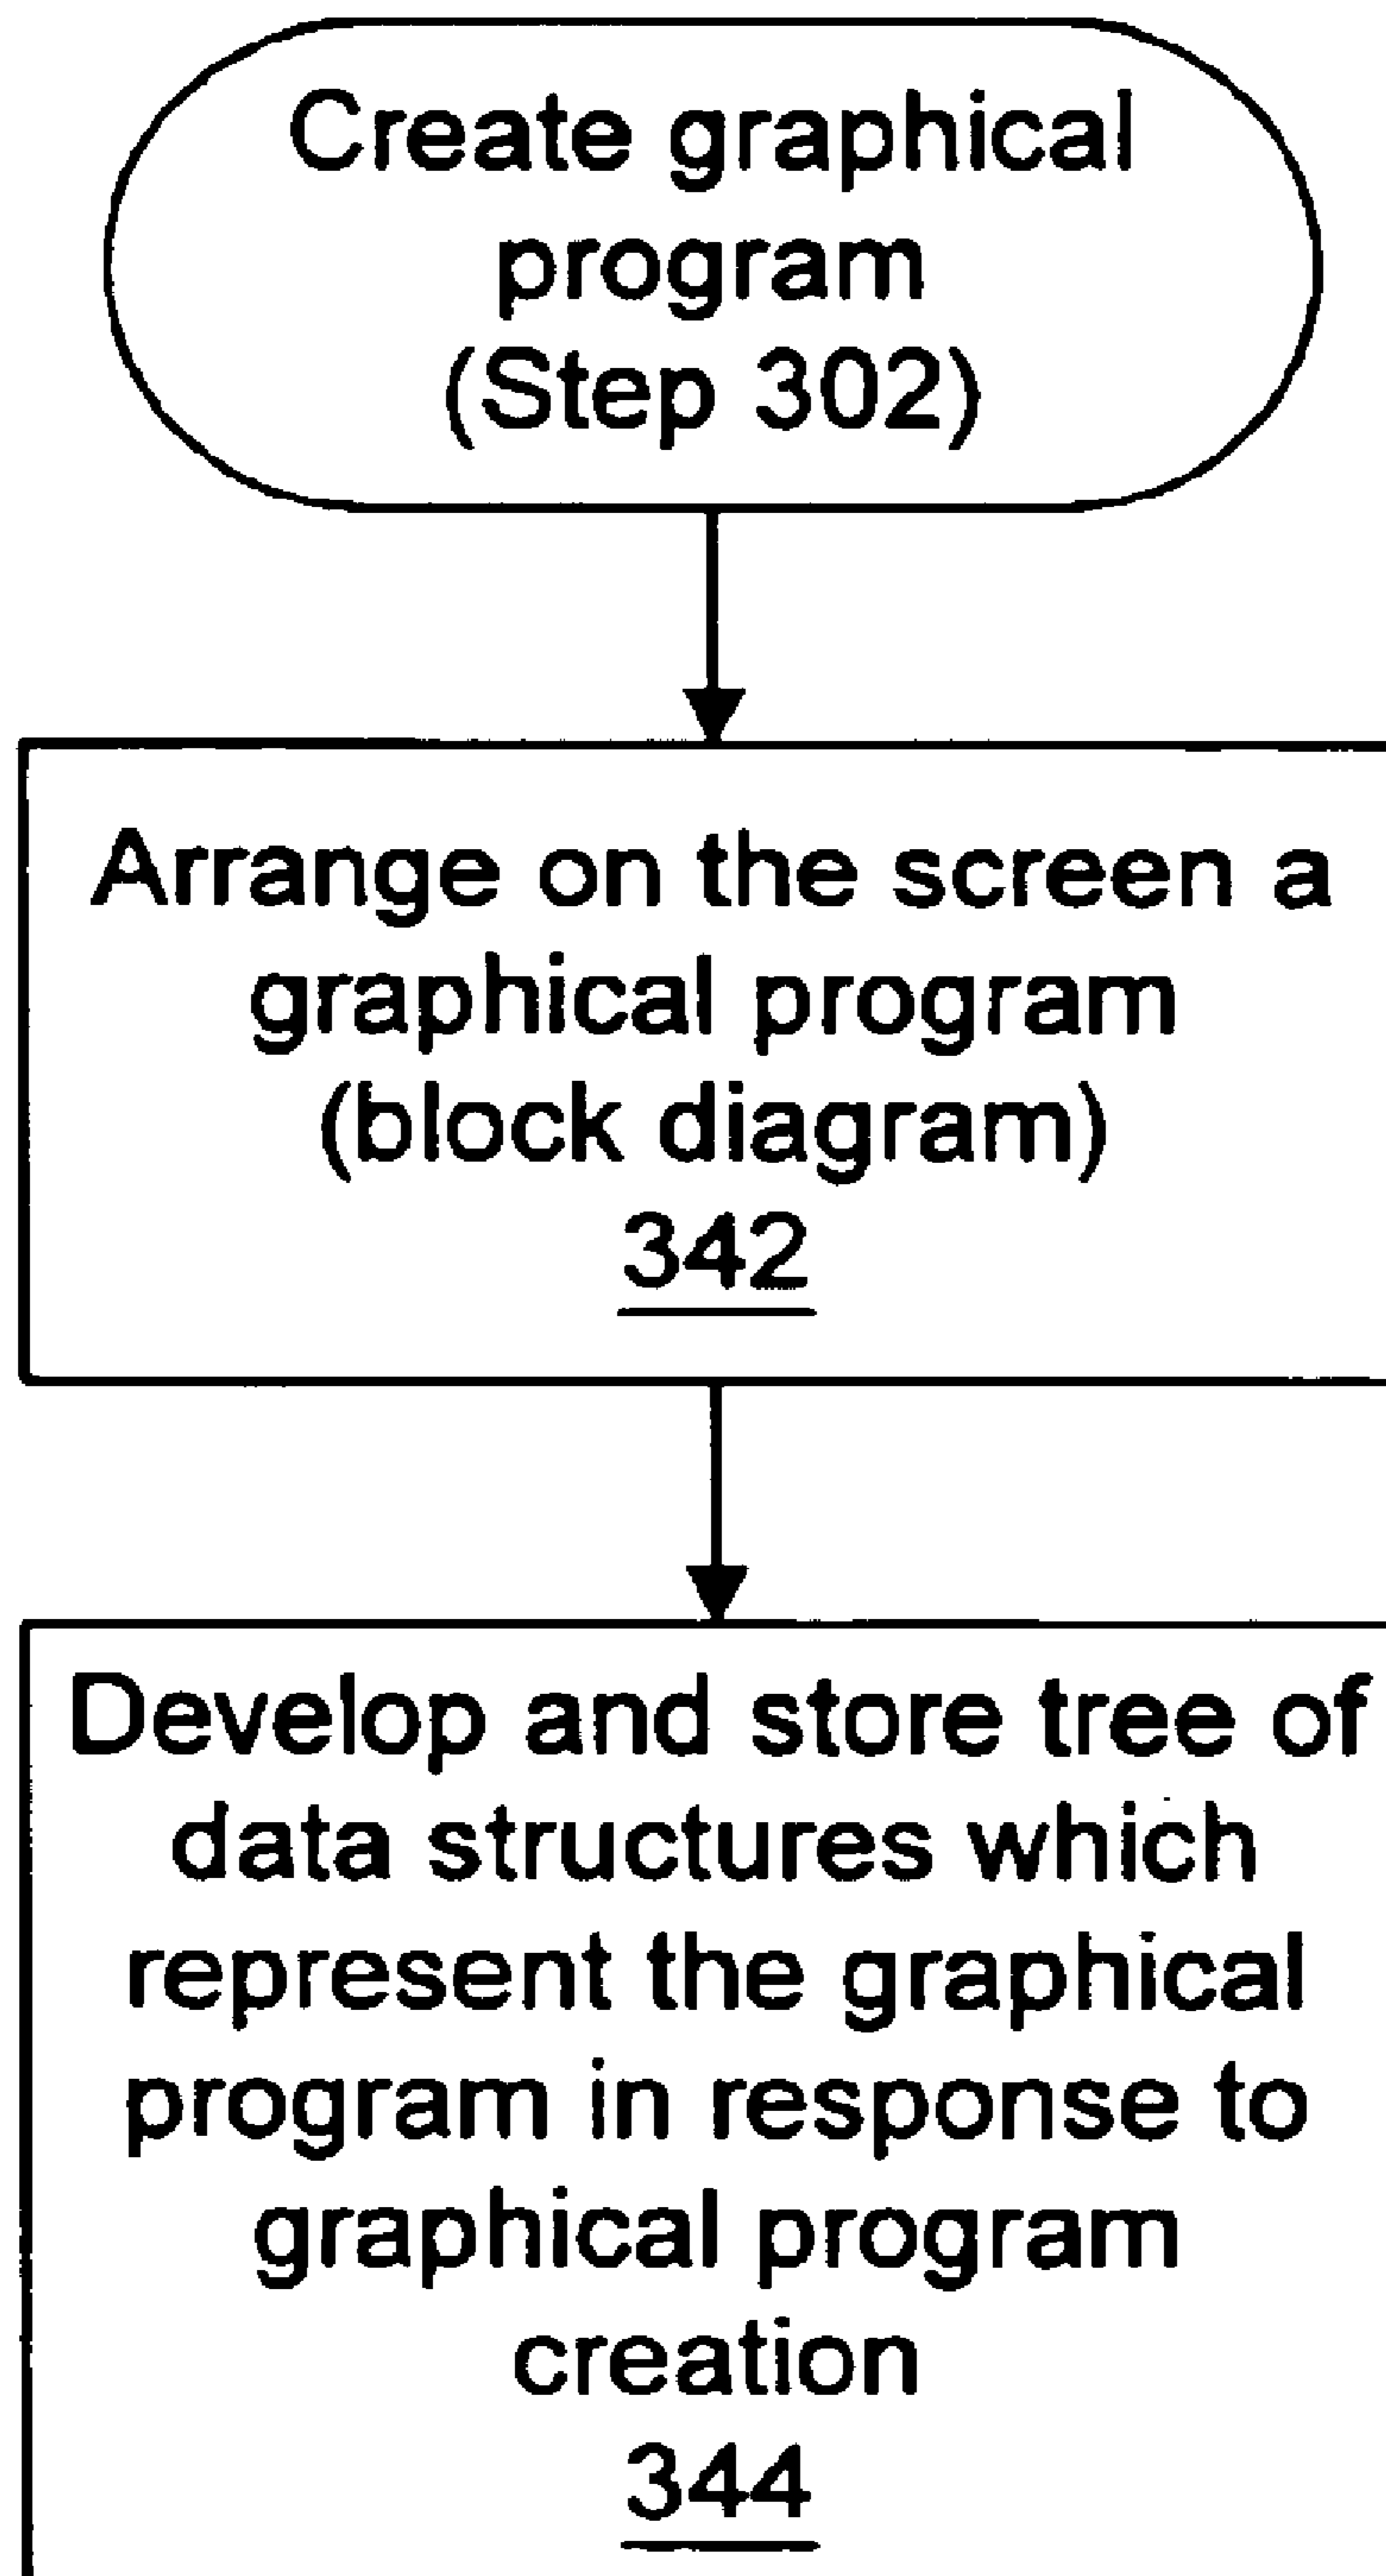 Create graphical
program
(Step 302)
Arrange on the screen a
graphical program
(block diagram)
342
Develop and store tree of
data structures which
represent the graphical
program in response to
graphical program
creation
344